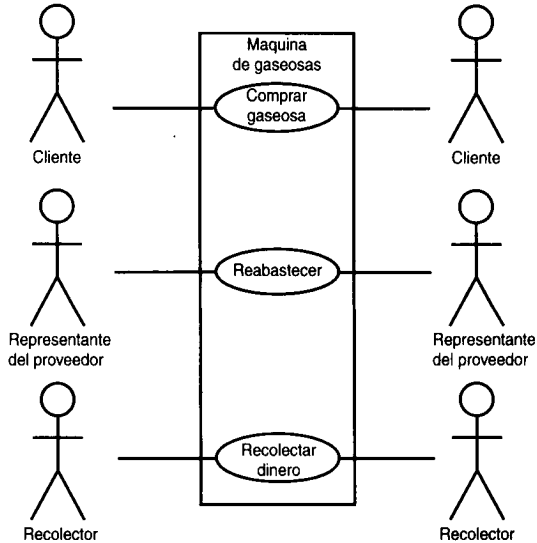 Maquina
de gaseosas
Comprar
gaseosa
Cliente
Cliente
Reabastecer
Representante
del proveedor
Representante
del proveedor
Recolectar
dinero
Recolector
Recolector